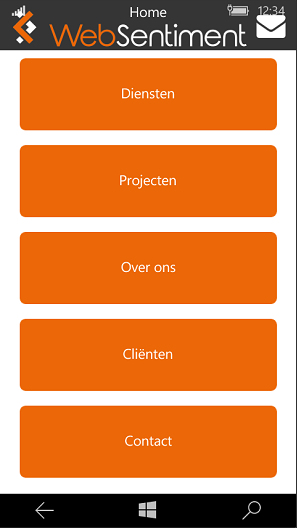 Home
12:34
WebSentiment
Diensten
Projecten
Over ons
Cliënten
Contact